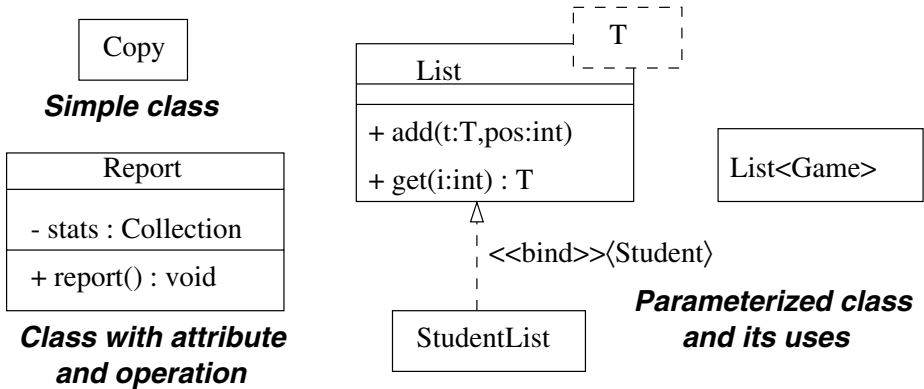 Copy
Simple class
Report
- stats : Collection
+ report() : void
Class with attribute
and operation
T
List
+ add(t:T,pos:int)
+ get(i:int) : T
<<bind>>⟨Student⟩
StudentList
List<Game>
Parameterized class
and its uses